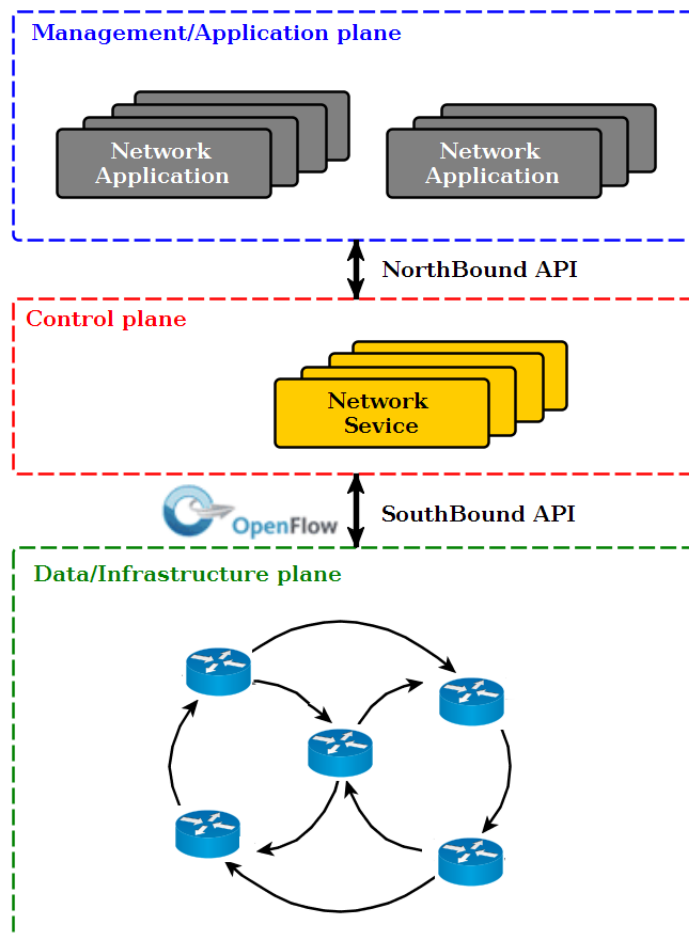 Management/Application plane
Network
Application
Network
Application
NorthBound API
Control plane
Network
Sevice
OpenFlow
SouthBound API
Data/Infrastructure plane